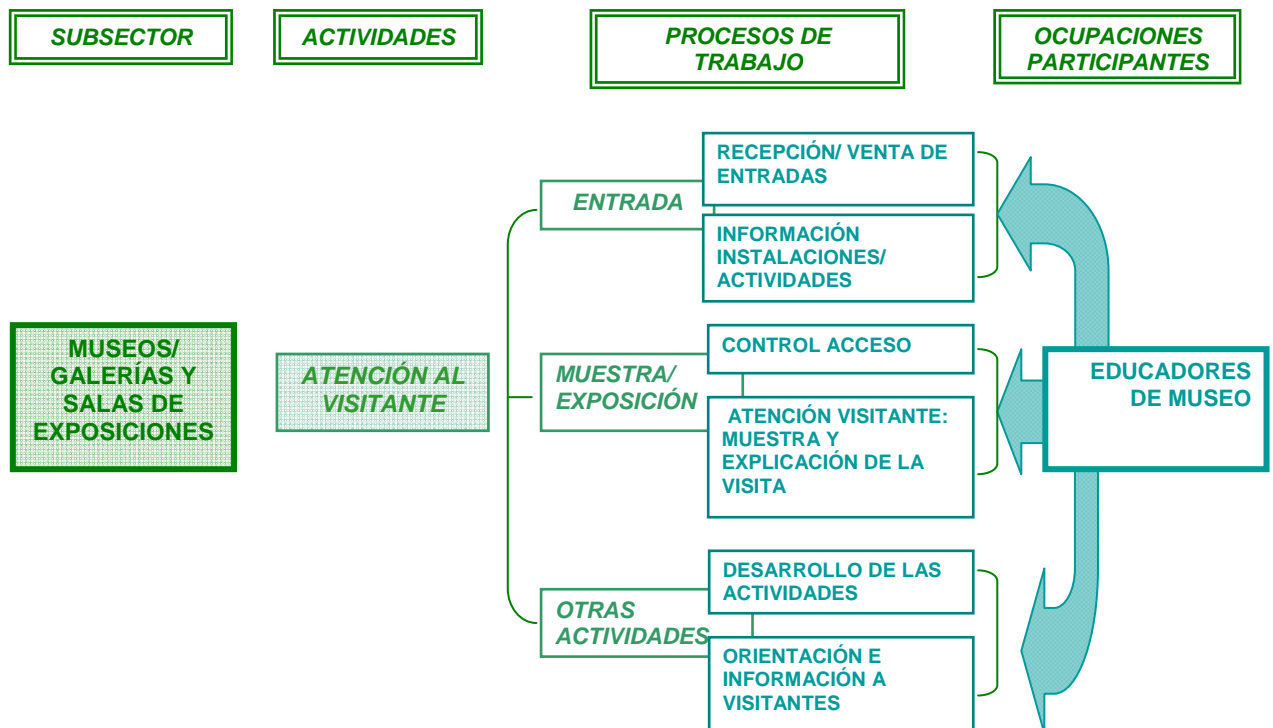 SUBSECTOR
ACTIVIDADES
PROCESOS DE
TRABAJO
OCUPACIONES
PARTICIPANTES
MUSEOS/
GALERÍAS Y
SALAS DE
EXPOSICIONES
ATENCIÓN AL
VISITANTE
ENTRADA
RECEPCIÓN/ VENTA DE
ENTRADAS
INFORMACIÓN
INSTALACIONES/
ACTIVIDADES
MUESTRA/
EXPOSICIÓN
CONTROL ACCESO
ATENCIÓN VISITANTE:
MUESTRA Y
EXPLICACIÓN DE LA
VISITA
OTRAS
ACTIVIDADES
DESARROLLO DE LAS
ACTIVIDADES
ORIENTACIÓN E
INFORMACIÓN A
VISITANTES
EDUCADORES
DE MUSEO